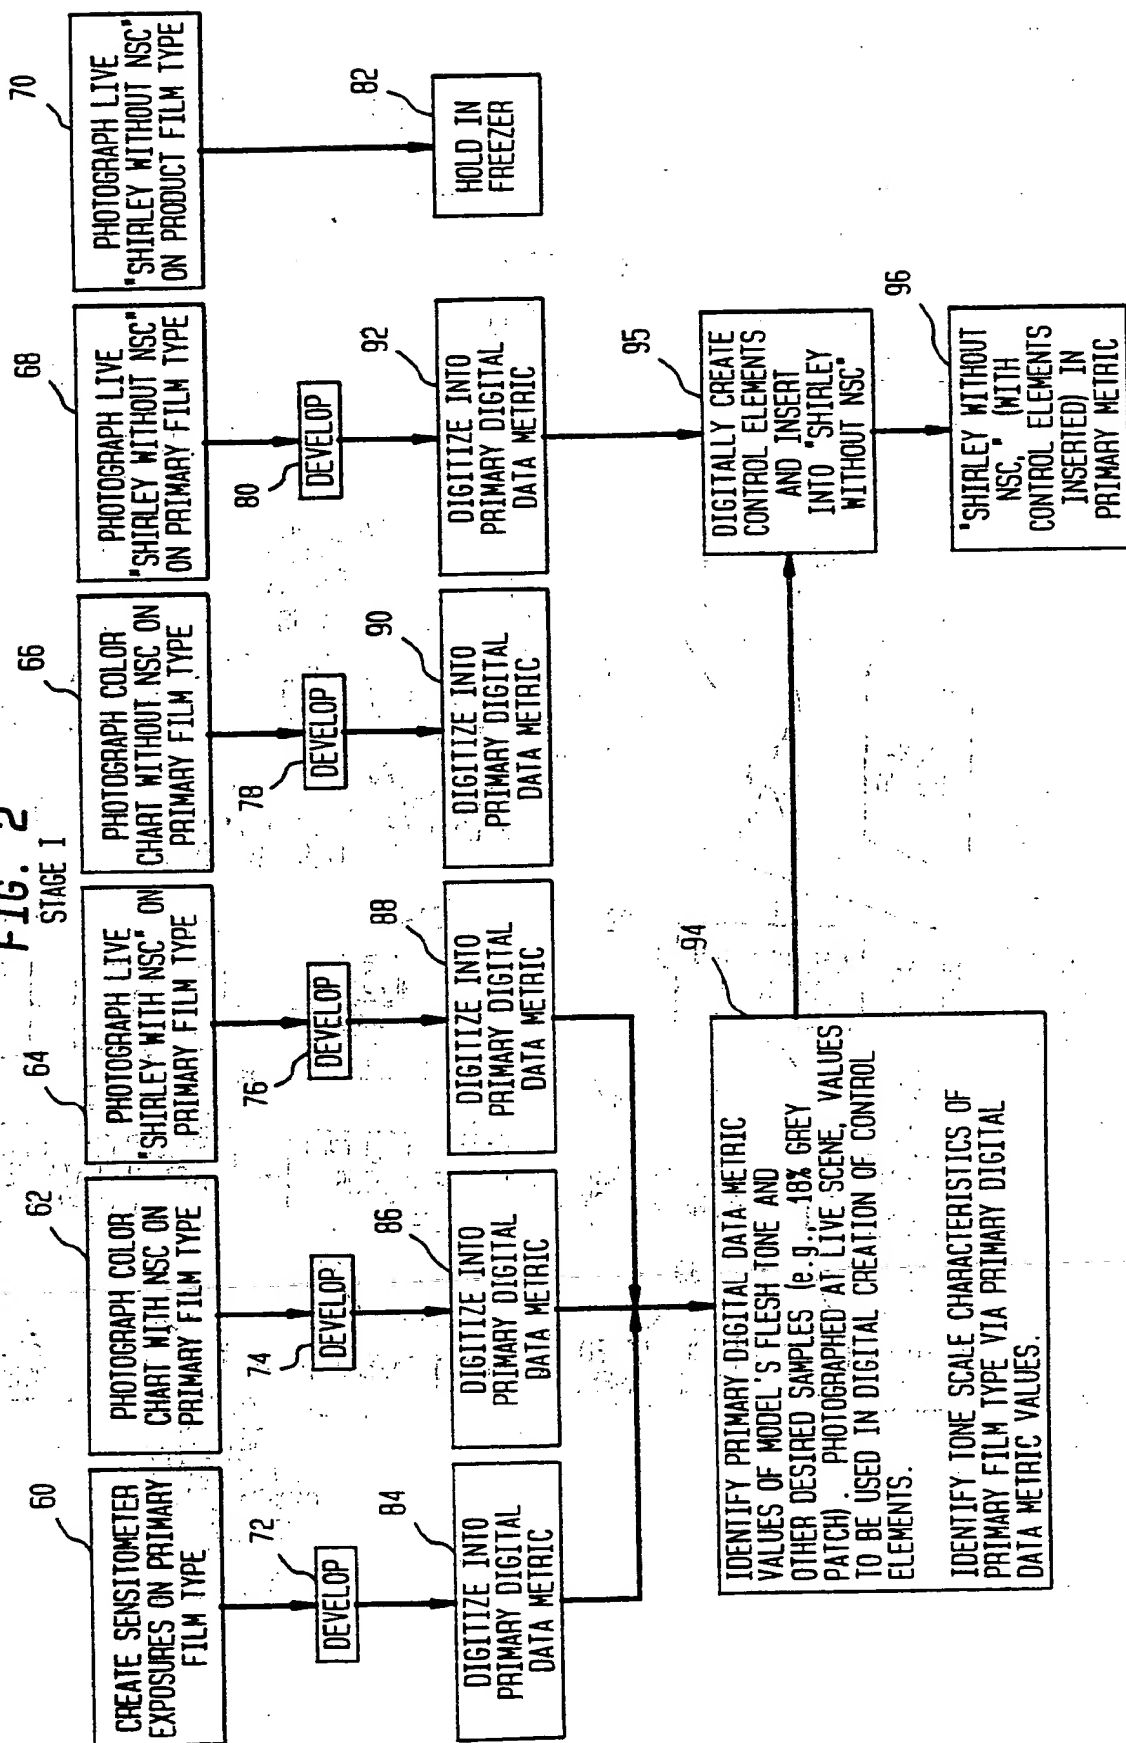 FIG. 2
STAGE I
60
CREATE SENSITOMETER
EXPOSURES ON PRIMARY
FILM TYPE
62
PHOTOGRAPH COLOR
CHART WITH NSC ON
PRIMARY FILM TYPE
64
PHOTOGRAPH LIVE
"SHIRLEY WITH NSC" ON
PRIMARY FILM TYPE
66
PHOTOGRAPH COLOR
CHART WITHOUT NSC ON
PRIMARY FILM TYPE
68
PHOTOGRAPH LIVE
"SHIRLEY WITHOUT NSC"
ON PRIMARY FILM TYPE
70
PHOTOGRAPH LIVE
"SHIRLEY WITHOUT NSC"
ON PRODUCT FILM TYPE
72
DEVELOP
74
DEVELOP
76
DEVELOP
78
DEVELOP
80
DEVELOP
82
HOLD IN
FREEZER
84
DIGITIZE INTO
PRIMARY DIGITAL
DATA METRIC
86
DIGITIZE INTO
PRIMARY DIGITAL
DATA METRIC
88
DIGITIZE INTO
PRIMARY DIGITAL
DATA METRIC
90
DIGITIZE INTO
PRIMARY DIGITAL
DATA METRIC
92
DIGITIZE INTO
PRIMARY DIGITAL
DATA METRIC
94
IDENTIFY PRIMARY DIGITAL DATA METRIC
VALUES OF MODEL'S FLESH TONE AND
OTHER DESIRED SAMPLES (e.g., 18% GREY
PATCH). PHOTOGRAPHED AT LIVE SCENE, VALUES
TO BE USED IN DIGITAL CREATION OF CONTROL
ELEMENTS.
IDENTIFY TONE SCALE CHARACTERISTICS OF
PRIMARY FILM TYPE VIA PRIMARY DIGITAL
DATA METRIC VALUES.
95
DIGITALLY CREATE
CONTROL ELEMENTS
AND INSERT
INTO "SHIRLEY
WITHOUT NSC"
96
"SHIRLEY WITHOUT
NSC," (WITH
CONTROL ELEMENTS
INSERTED) IN
PRIMARY METRIC